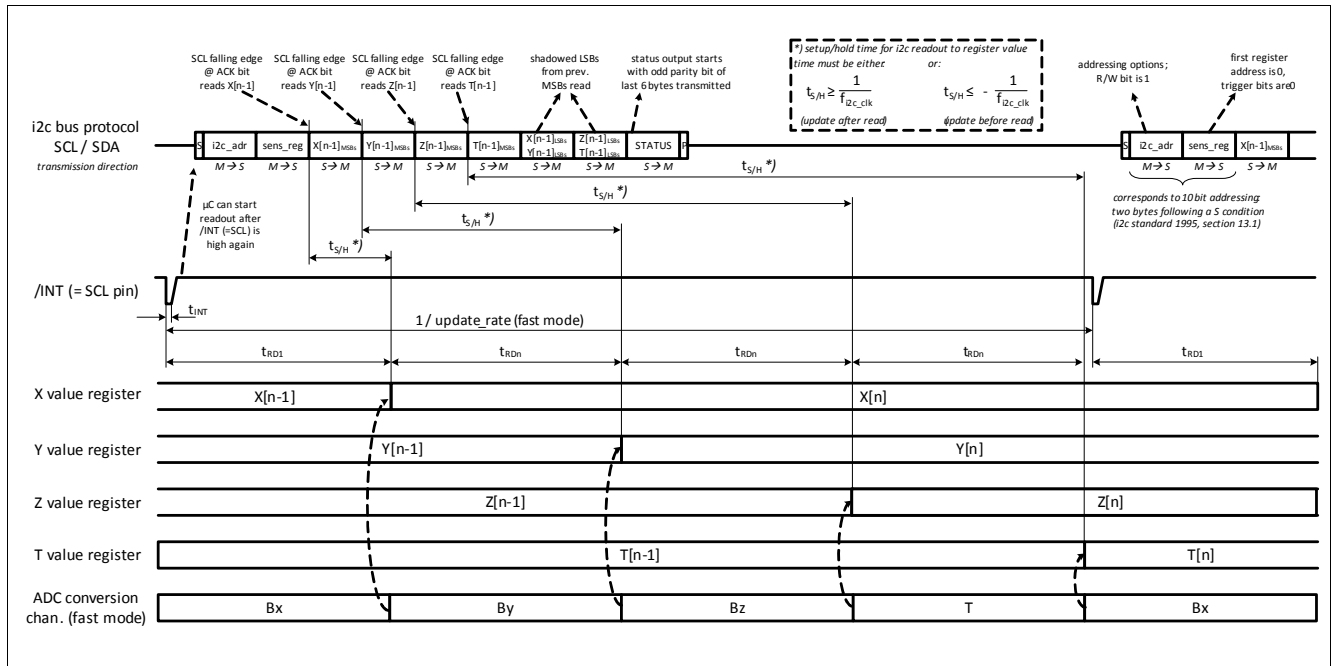 SCL falling edge
@ ACK bit
reads X[n-1]
SCL falling edge
@ ACK bit
reads Y[n-1]
SCL falling edge
@ ACK bit
reads Z[n-1]
SCL falling edge
@ ACK bit
reads T[n-1]
shadowed LSBs
from prev.
MSBs read
status output starts
with odd parity bit of
last 6 bytes transmitted
*) setup/hold time for i2c readout to register value
time must be either: or:
tS/H ≥ 1 / fi2c_clk tS/H ≤ - 1 / fi2c_clk
(update after read) (update before read)
addressing options;
R/W bit is 1
first register
address is 0,
trigger bits are 0
i2c bus protocol
SCL / SDA
transmission direction
S i2c_adr sens_reg X[n-1]MSBs Y[n-1]MSBs Z[n-1]MSBs T[n-1]MSBs X[n-1]LSBs Y[n-1]LSBs Z[n-1]LSBs T[n-1]LSBs STATUS P
S i2c_adr sens_reg X[n-1]MSBs
M → S M → S S → M S → M S → M S → M S → M S → M S → M
M → S M → S S → M
tS/H *)
tS/H *)
tS/H *)
tS/H *)
corresponds to 10 bit addressing:
two bytes following a S condition
(i2c standard 1995, section 13.1)
µC can start
readout after
/INT (=SCL) is
high again
/INT (= SCL pin)
tINT
1 / update_rate (fast mode)
tRD1 tRDn tRDn tRDn tRD1
X value register X[n-1] X[n]
Y value register Y[n-1] Y[n]
Z value register Z[n-1] Z[n]
T value register T[n-1] T[n]
ADC conversion
chan. (fast mode)
Bx By Bz T Bx